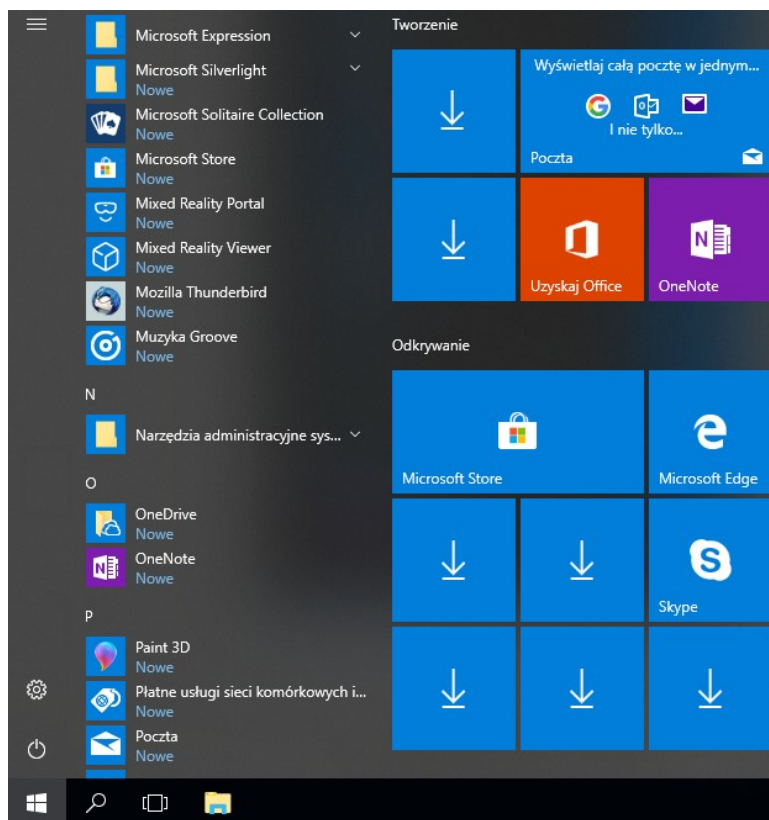 Microsoft Expression
Microsoft Silverlight
Nowe
Microsoft Solitaire Collection
Nowe
Microsoft Store
Nowe
Mixed Reality Portal
Nowe
Mixed Reality Viewer
Nowe
Mozilla Thunderbird
Nowe
Muzyka Groove
Nowe
N
Narzędzia administracyjne sys...
O
OneDrive
Nowe
OneNote
Nowe
P
Paint 3D
Nowe
Płatne usługi sieci komórkowych i...
Nowe
Poczta
Nowe
Tworzenie
Wyświetlaj całą pocztę w jednym...
I nie tylko...
Poczta
Uzyskaj Office
OneNote
Odkrywanie
Microsoft Store
Microsoft Edge
Skype